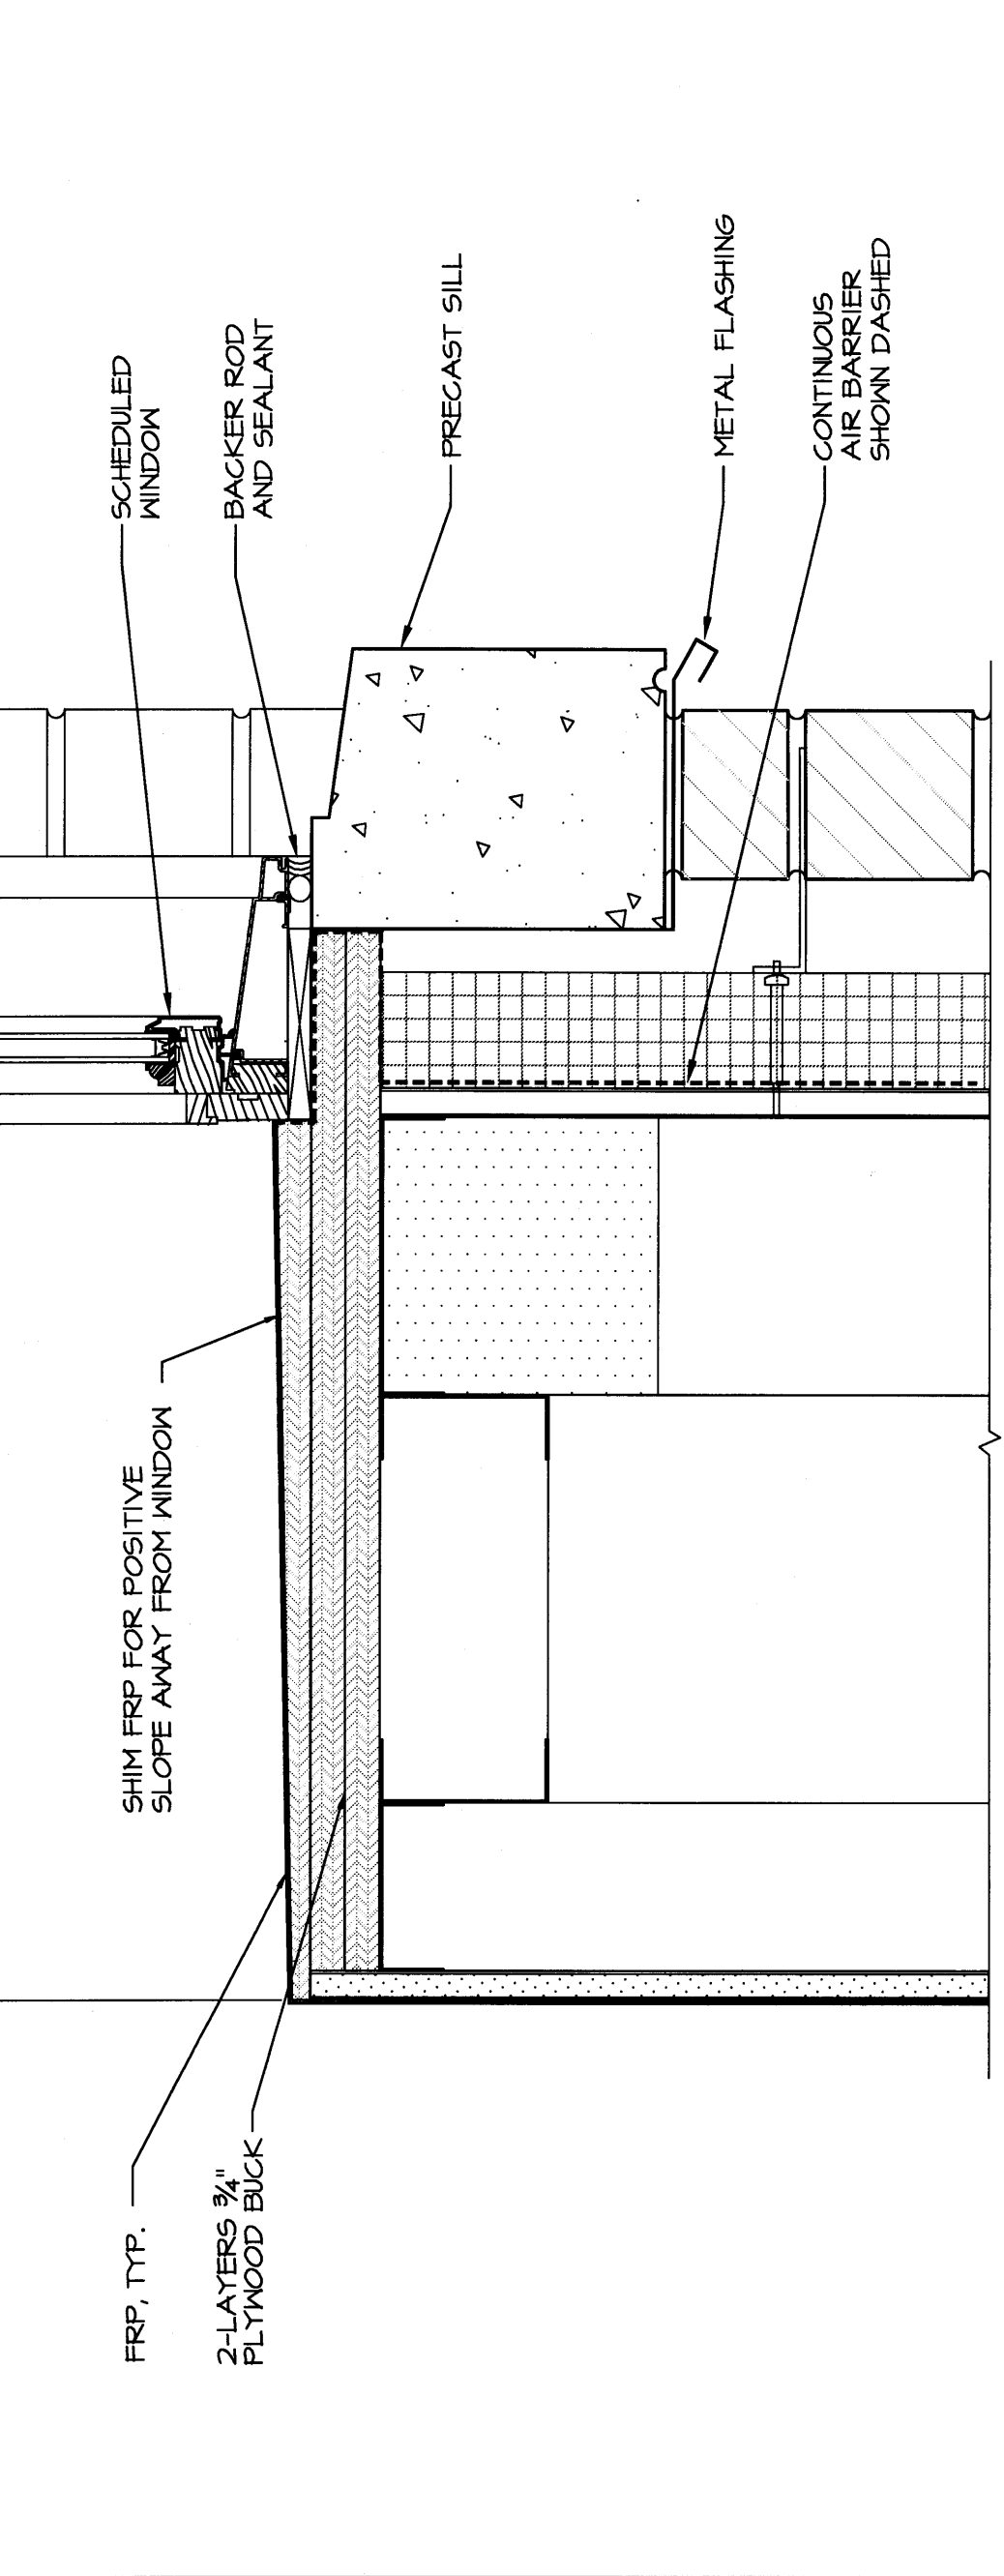 SCHEDULED
WINDOW
BACKER ROD
AND SEALANT
PRECAST SILL
METAL FLASHING
CONTINUOUS
AIR BARRIER
SHOWN DASHED
SHIM FRP FOR POSITIVE
SLOPE AWAY FROM WINDOW
FRP, TYP.
2-LAYERS 3/4"
PLYWOOD BUCK